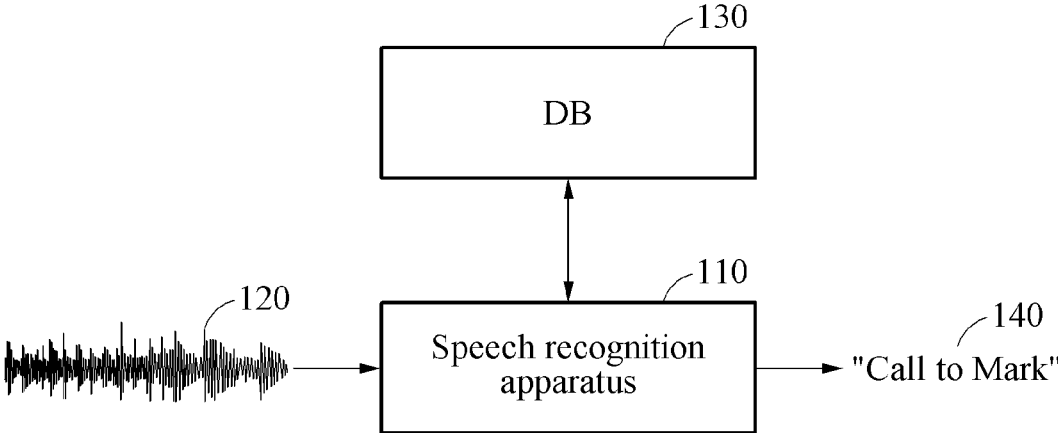 130
DB
110
120
Speech recognition
apparatus
140
"Call to Mark"